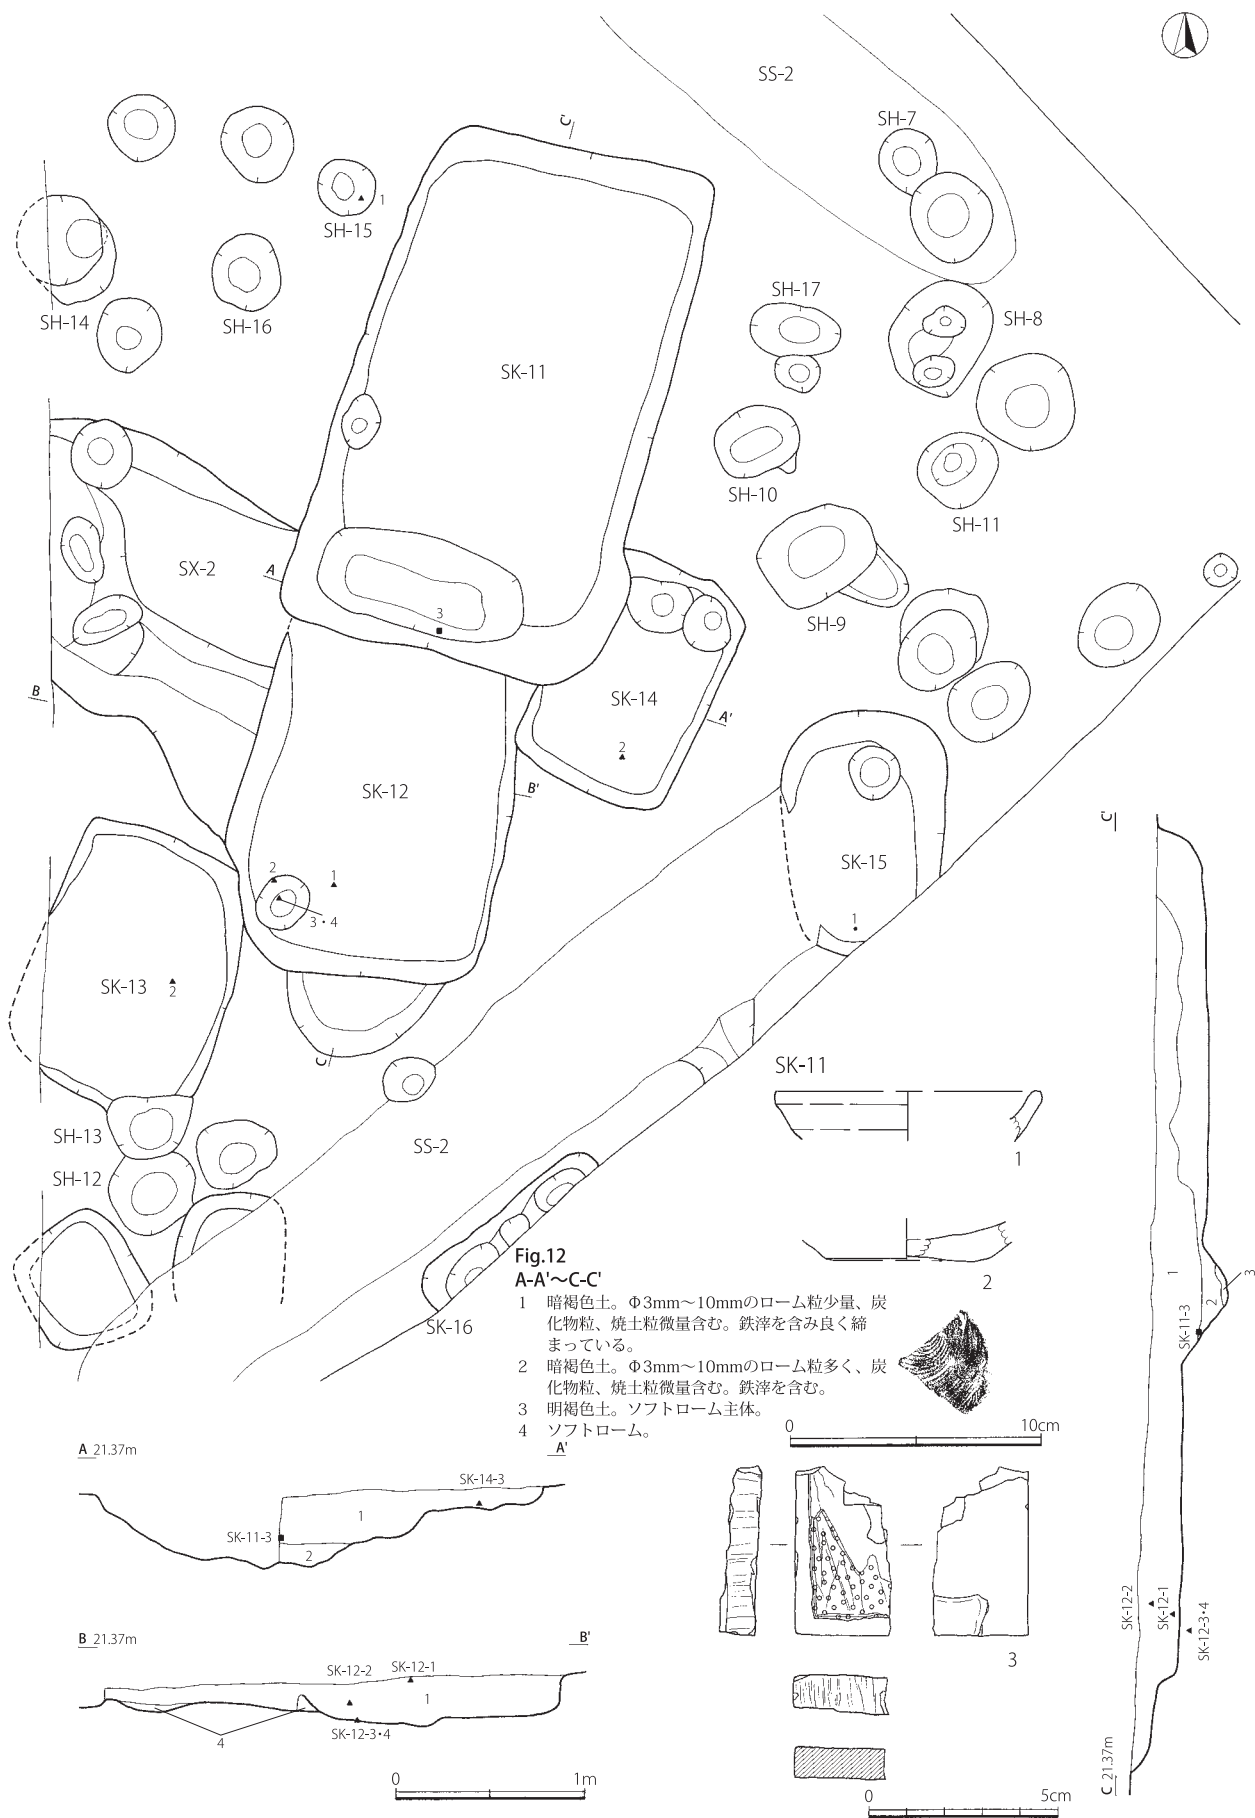 SS-2
SH-7
C'
1
SH-15
SH-14
SH-16
SH-17
SH-8
SK-11
SH-10
SH-11
SX-2
A
3
SH-9
B
SK-14
A'
2
SK-12
B'
SK-15
1
2
1
3・4
SK-13
2
C
SH-13
SH-12
SS-2
SK-16
SK-11
1
2
Fig.12
A-A'～C-C'
1 暗褐色土。Φ3mm～10mmのローム粒少量、炭
化物粒、焼土粒微量含む。鉄滓を含み良く締
まっている。
2 暗褐色土。Φ3mm～10mmのローム粒多く、炭
化物粒、焼土粒微量含む。鉄滓を含む。
3 明褐色土。ソフトローム主体。
4 ソフトローム。
0 10cm
3
A 21.37m A'
SK-14-3
SK-11-3
1
2
B 21.37m B'
SK-12-2 SK-12-1
1
SK-12-3・4
4
0 1m
0 5cm
C'
1
2
3
SK-11-3
SK-12-2
SK-12-1
SK-12-3・4
C 21.37m